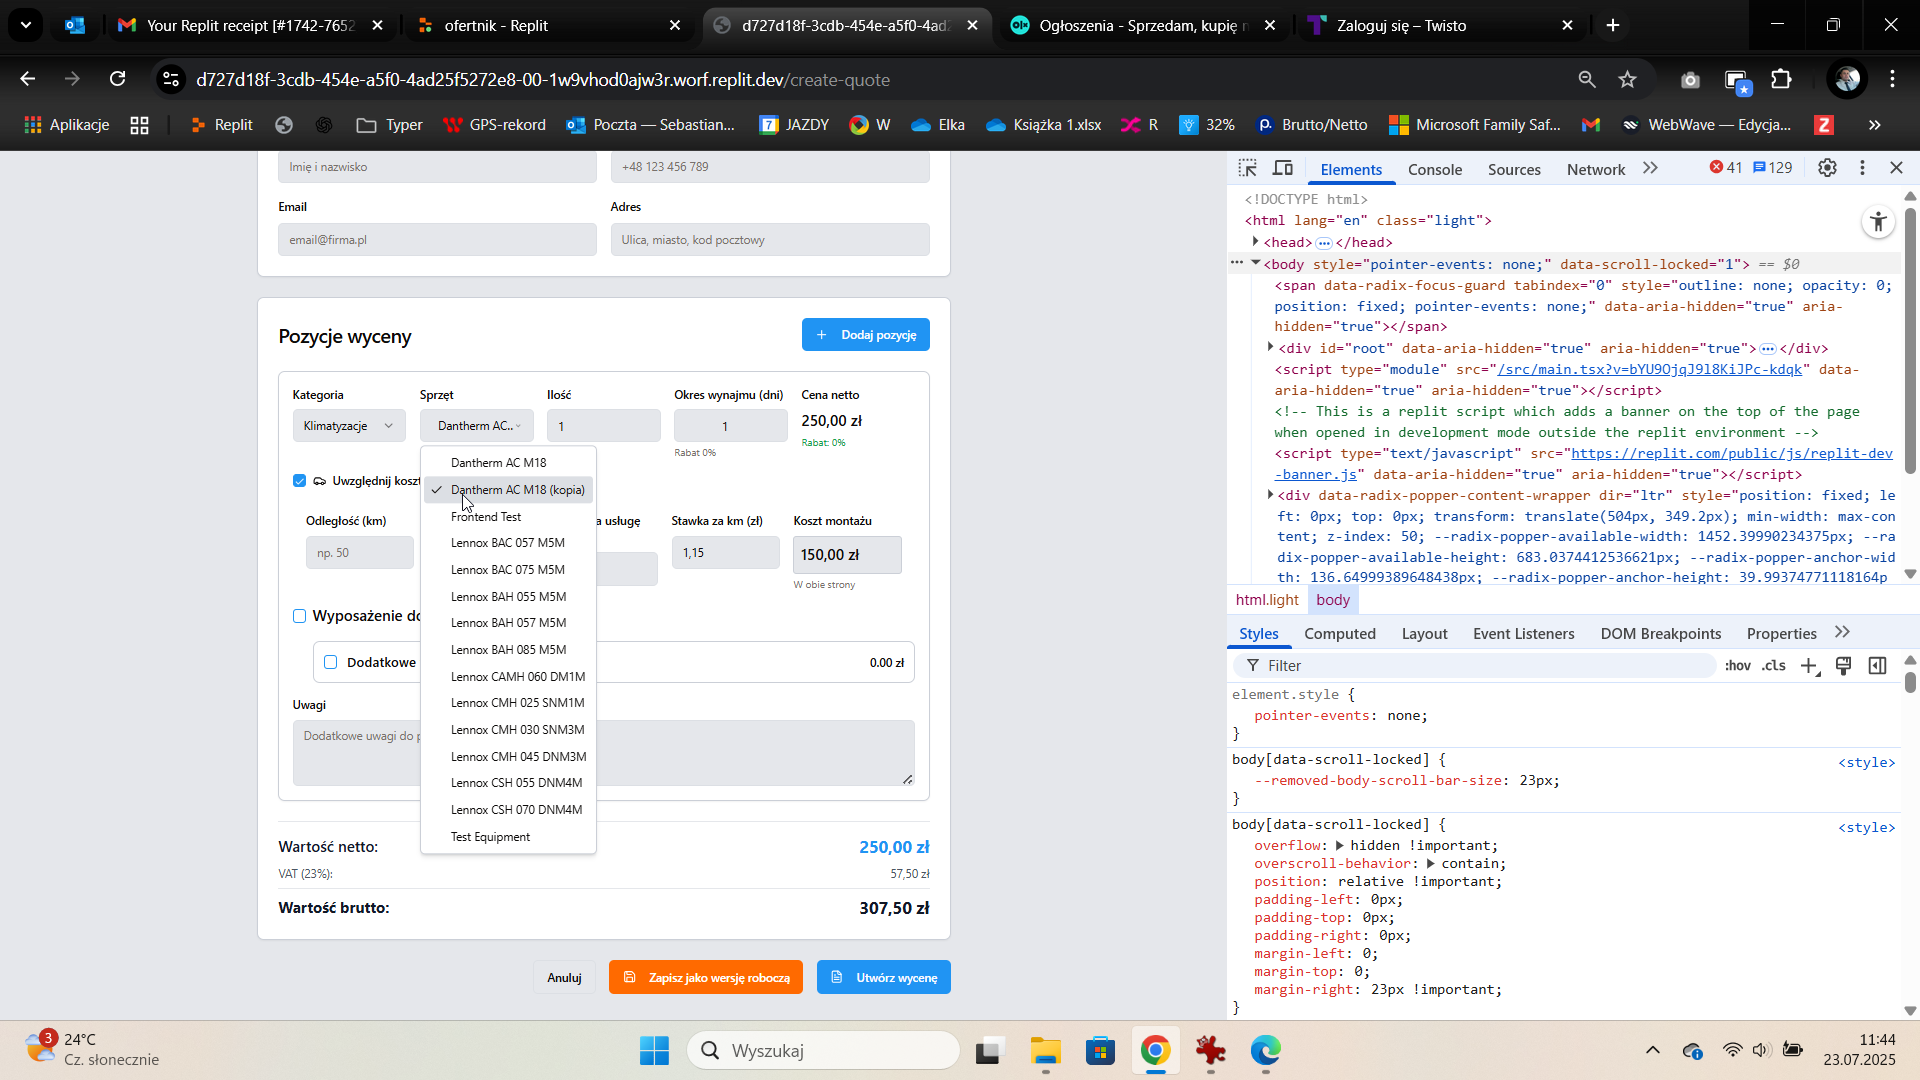 Your Replit receipt [#1742-7652
ofertnik - Replit
d727d18f-3cdb-454e-a5f0-4ad2
Ogłoszenia - Sprzedam, kupię n
Zaloguj się – Twisto
d727d18f-3cdb-454e-a5f0-4ad25f5272e8-00-1w9vhod0ajw3r.worf.replit.dev/create-quote
Aplikacje
Replit
Typer
GPS-rekord
Poczta — Sebastian...
7 JAZDY
W
Elka
Książka 1.xlsx
R
32%
Brutto/Netto
Microsoft Family Saf...
WebWave — Edycja...
Z
Imię i nazwisko
+48 123 456 789
Email
Adres
email@firma.pl
Ulica, miasto, kod pocztowy
Pozycje wyceny
+ Dodaj pozycję
Kategoria
Sprzęt
Ilość
Okres wynajmu (dni)
Cena netto
Klimatyzacje
Dantherm AC...
1
1
250,00 zł
Rabat 0%
Rabat: 0%
Dantherm AC M18
Dantherm AC M18 (kopia)
Frontend Test
Lennox BAC 057 M5M
Lennox BAC 075 M5M
Lennox BAH 055 M5M
Lennox BAH 057 M5M
Lennox BAH 085 M5M
Lennox CAMH 060 DM1M
Lennox CMH 025 SNM1M
Lennox CMH 030 SNM3M
Lennox CMH 045 DNM3M
Lennox CSH 055 DNM4M
Lennox CSH 070 DNM4M
Test Equipment
Uwzględnij koszt
Odległość (km)
a usługę
Stawka za km (zł)
Koszt montażu
np. 50
1,15
150,00 zł
W obie strony
Wyposażenie do
Dodatkowe
0.00 zł
Uwagi
Dodatkowe uwagi do p
Wartość netto:
250,00 zł
VAT (23%):
57,50 zł
Wartość brutto:
307,50 zł
Anuluj
Zapisz jako wersję roboczą
Utwórz wycenę
Elements
Console
Sources
Network
41
129
<!DOCTYPE html>
<html lang="en" class="light">
<head> ... </head>
... <body style="pointer-events: none;" data-scroll-locked="1"> == $0
<span data-radix-focus-guard tabindex="0" style="outline: none; opacity: 0;
position: fixed; pointer-events: none;" data-aria-hidden="true" aria-
hidden="true"></span>
<div id="root" data-aria-hidden="true" aria-hidden="true"> ... </div>
<script type="module" src="/src/main.tsx?v=bYU9OjqJ9l8KiJPc-kdqk" data-
aria-hidden="true" aria-hidden="true"></script>
<!-- This is a replit script which adds a banner on the top of the page
when opened in development mode outside the replit environment -->
<script type="text/javascript" src="https://replit.com/public/js/replit-dev
-banner.js" data-aria-hidden="true" aria-hidden="true"></script>
<div data-radix-popper-content-wrapper dir="ltr" style="position: fixed; le
ft: 0px; top: 0px; transform: translate(504px, 349.2px); min-width: max-con
tent; z-index: 50; --radix-popper-available-width: 1452.39990234375px; --ra
dix-popper-available-height: 683.0374412536621px; --radix-popper-anchor-wid
th: 136.64999389648438px; --radix-popper-anchor-height: 39.99374771118164p
html.light
body
Styles
Computed
Layout
Event Listeners
DOM Breakpoints
Properties
Filter
:hov
.cls
element.style {
pointer-events: none;
}
body[data-scroll-locked] {
<style>
--removed-body-scroll-bar-size: 23px;
}
body[data-scroll-locked] {
<style>
overflow: hidden !important;
overscroll-behavior: contain;
position: relative !important;
padding-left: 0px;
padding-top: 0px;
padding-right: 0px;
margin-left: 0;
margin-top: 0;
margin-right: 23px !important;
}
3
24°C
Cz. słonecznie
Wyszukaj
11:44
23.07.2025